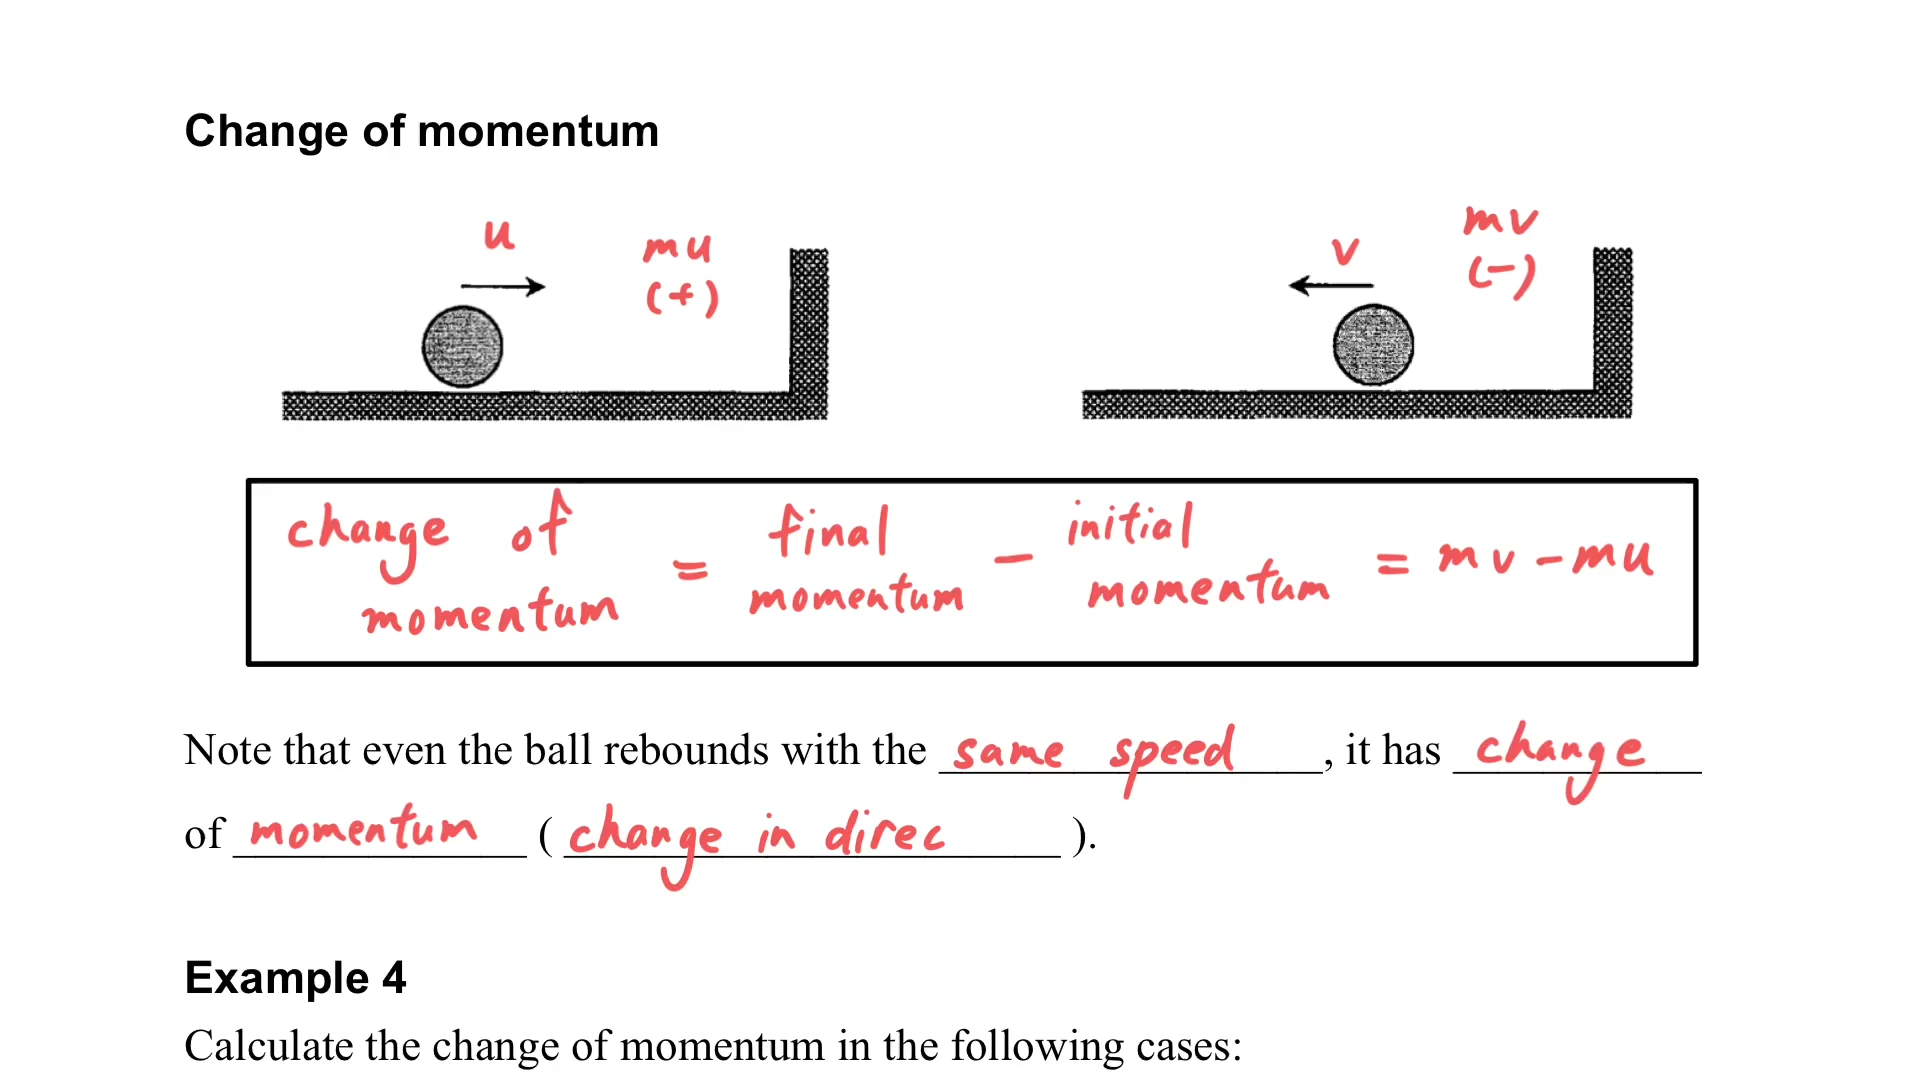 Change of momentum
u mu
(+)
v mv
(-)
change of momentum = final momentum - initial momentum = mv - mu
Note that even the ball rebounds with the same speed, it has change
of momentum ( change in direc ).
Example 4
Calculate the change of momentum in the following cases: